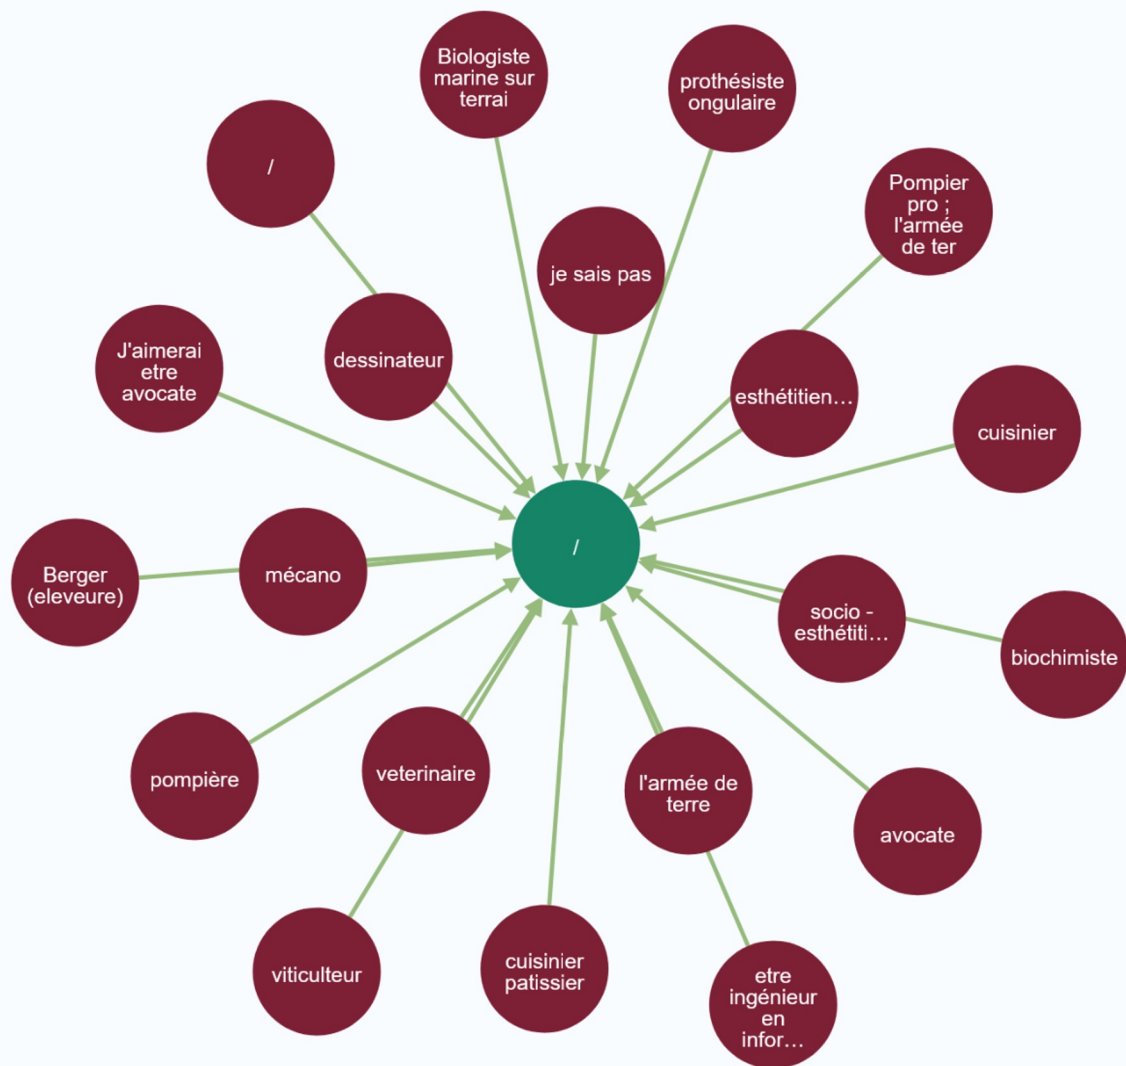 Biologiste
marine sur
terrai
prothésiste
ongulaire
/
Pompier
pro ;
l'armée
de ter
je sais pas
J'aimerai
etre
avocate
dessinateur
esthétitien…
cuisinier
/
Berger
(eleveure)
mécano
socio -
esthétiti…
biochimiste
pompière
veterinaire
l'armée de
terre
avocate
viticulteur
cuisinier
patissier
etre
ingénieur
en
infor…